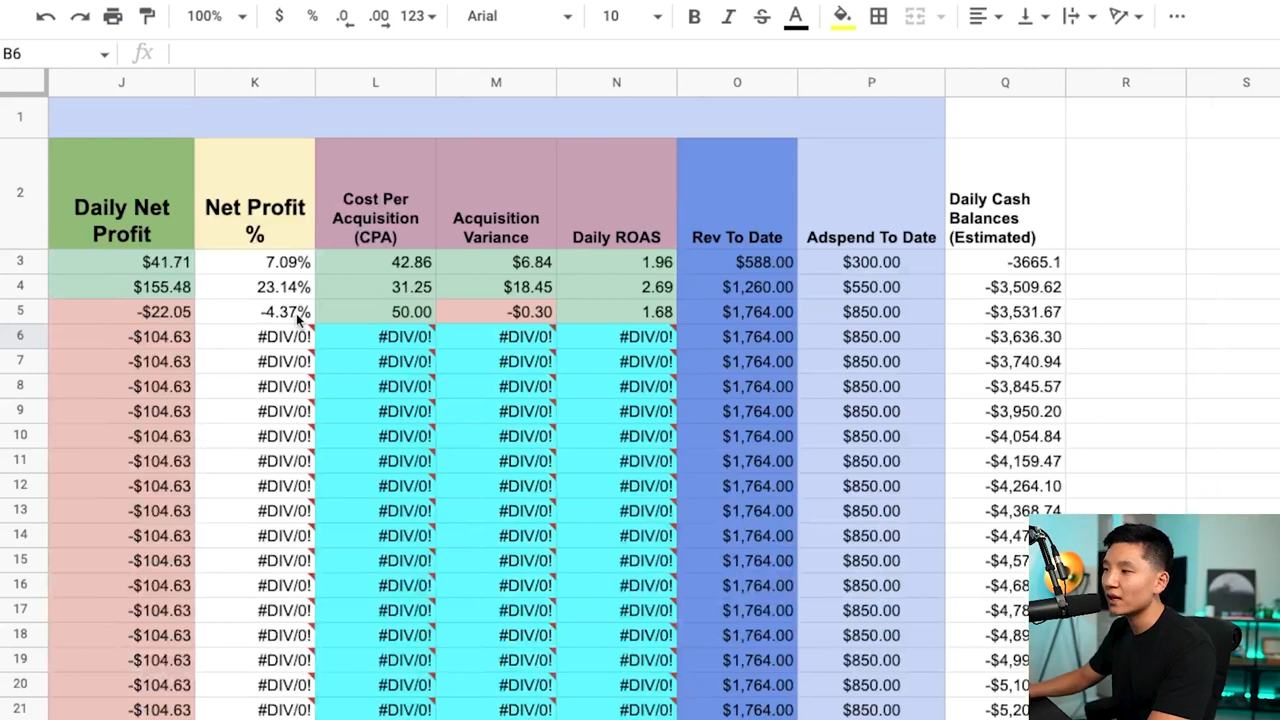 100% $ % .0 .00 123 Arial 10 B I S A
B6 fx
J K L M N O P Q R S
1
2 Daily Net Profit Net Profit % Cost Per Acquisition (CPA) Acquisition Variance Daily ROAS Rev To Date Adspend To Date Daily Cash Balances (Estimated)
3 $41.71 7.09% 42.86 $6.84 1.96 $588.00 $300.00 -3665.1
4 $155.48 23.14% 31.25 $18.45 2.69 $1,260.00 $550.00 -$3,509.62
5 -$22.05 -4.37% 50.00 -$0.30 1.68 $1,764.00 $850.00 -$3,531.67
6 -$104.63 #DIV/0! #DIV/0! #DIV/0! #DIV/0! $1,764.00 $850.00 -$3,636.30
7 -$104.63 #DIV/0! #DIV/0! #DIV/0! #DIV/0! $1,764.00 $850.00 -$3,740.94
8 -$104.63 #DIV/0! #DIV/0! #DIV/0! #DIV/0! $1,764.00 $850.00 -$3,845.57
9 -$104.63 #DIV/0! #DIV/0! #DIV/0! #DIV/0! $1,764.00 $850.00 -$3,950.20
10 -$104.63 #DIV/0! #DIV/0! #DIV/0! #DIV/0! $1,764.00 $850.00 -$4,054.84
11 -$104.63 #DIV/0! #DIV/0! #DIV/0! #DIV/0! $1,764.00 $850.00 -$4,159.47
12 -$104.63 #DIV/0! #DIV/0! #DIV/0! #DIV/0! $1,764.00 $850.00 -$4,264.10
13 -$104.63 #DIV/0! #DIV/0! #DIV/0! #DIV/0! $1,764.00 $850.00 -$4,368.74
14 -$104.63 #DIV/0! #DIV/0! #DIV/0! #DIV/0! $1,764.00 $850.00 -$4,47
15 -$104.63 #DIV/0! #DIV/0! #DIV/0! #DIV/0! $1,764.00 $850.00 -$4,57
16 -$104.63 #DIV/0! #DIV/0! #DIV/0! #DIV/0! $1,764.00 $850.00 -$4,68
17 -$104.63 #DIV/0! #DIV/0! #DIV/0! #DIV/0! $1,764.00 $850.00 -$4,78
18 -$104.63 #DIV/0! #DIV/0! #DIV/0! #DIV/0! $1,764.00 $850.00 -$4,89
19 -$104.63 #DIV/0! #DIV/0! #DIV/0! #DIV/0! $1,764.00 $850.00 -$4,99
20 -$104.63 #DIV/0! #DIV/0! #DIV/0! #DIV/0! $1,764.00 $850.00 -$5,10
21 -$104.63 #DIV/0! #DIV/0! #DIV/0! #DIV/0! $1,764.00 $850.00 -$5,20